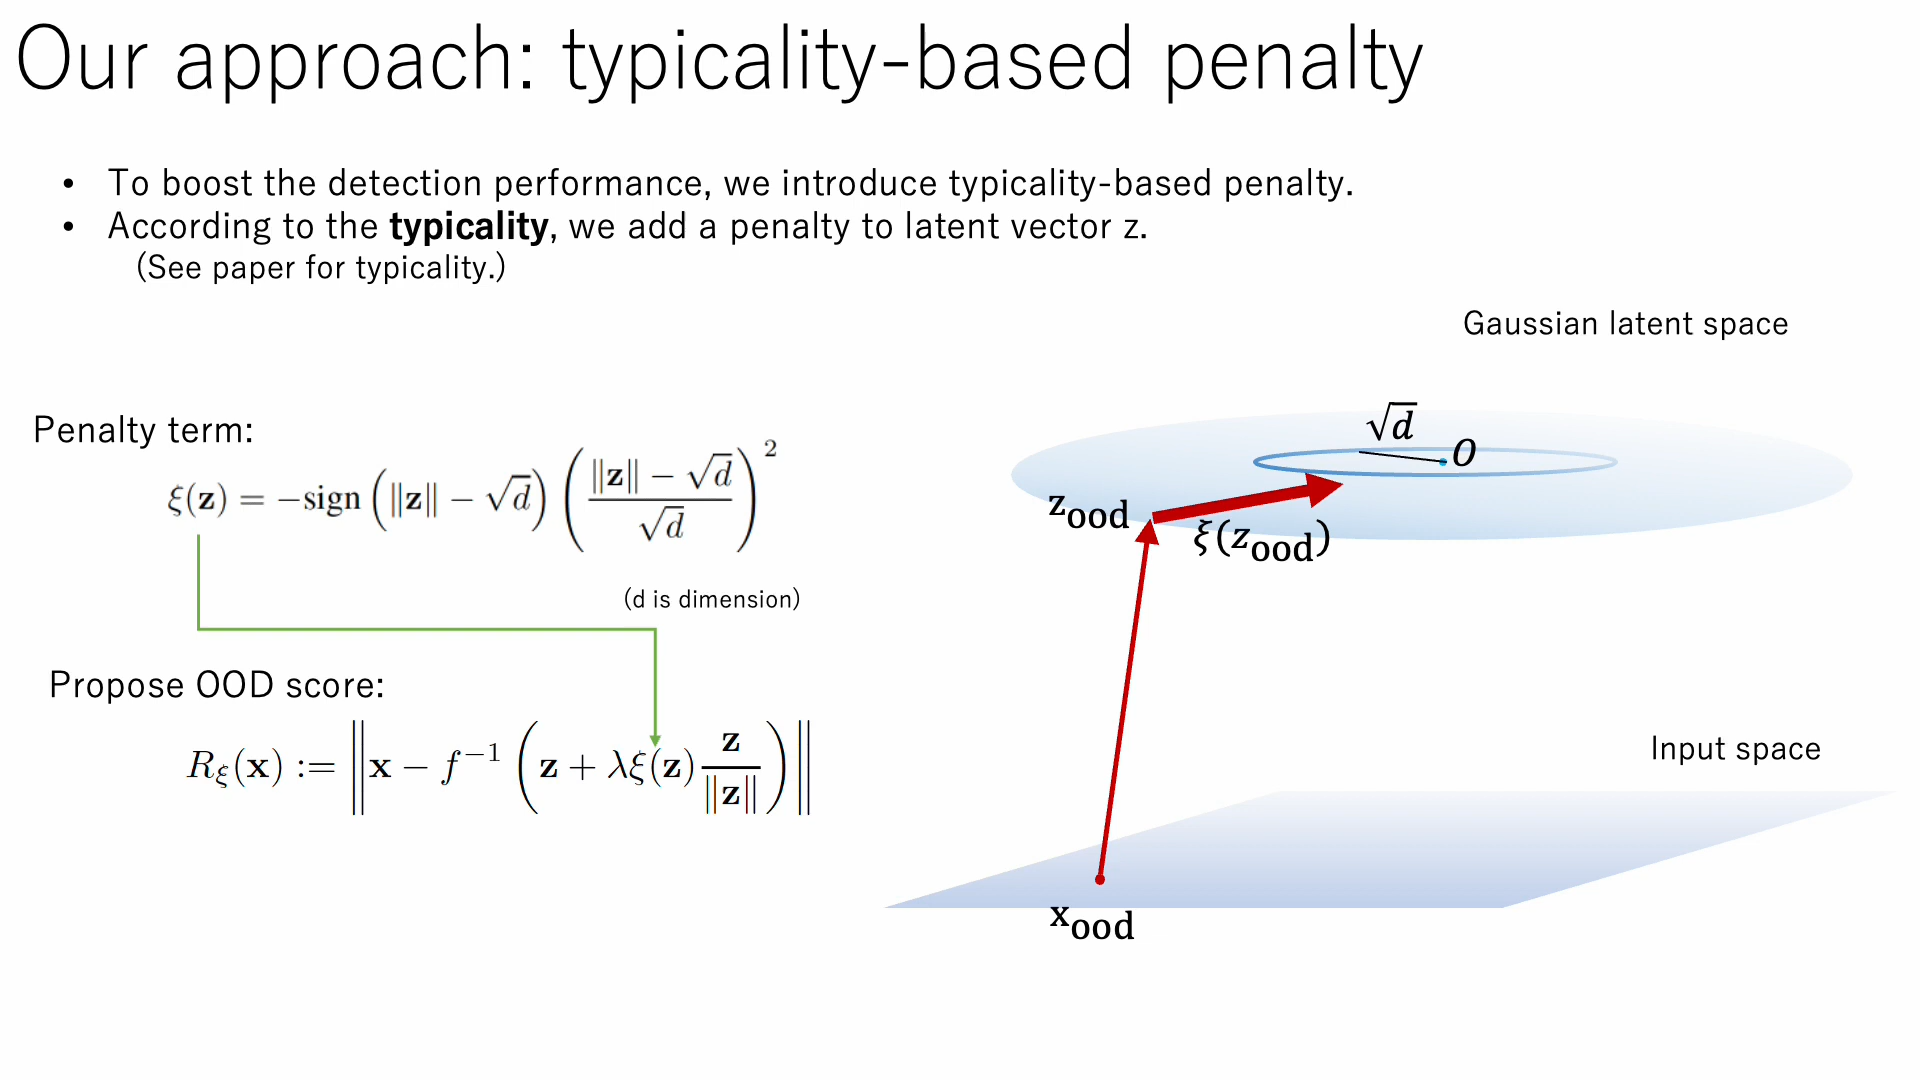 Our approach: typicality-based penalty
• To boost the detection performance, we introduce typicality-based penalty.
• According to the typicality, we add a penalty to latent vector z.
(See paper for typicality.)
Gaussian latent space
Penalty term:
ξ(z) = −sign (‖z‖ − √d) ((‖z‖ − √d) / √d)²
(d is dimension)
√d
O
z_ood
ξ(z_ood)
Propose OOD score:
R_ξ(x) := ‖x − f⁻¹ (z + λξ(z) z/‖z‖)‖
Input space
x_ood